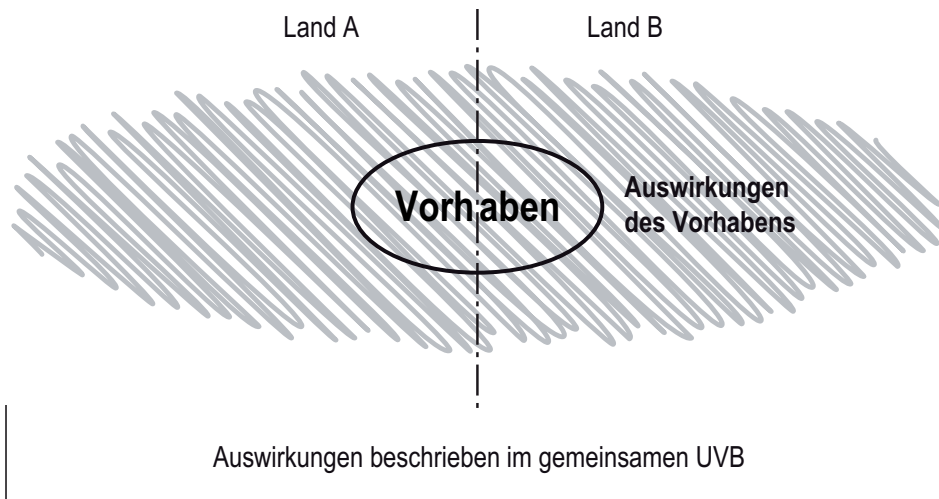 Land A
Land B
Vorhaben
Auswirkungen
des Vorhabens
Auswirkungen beschrieben im gemeinsamen UVB